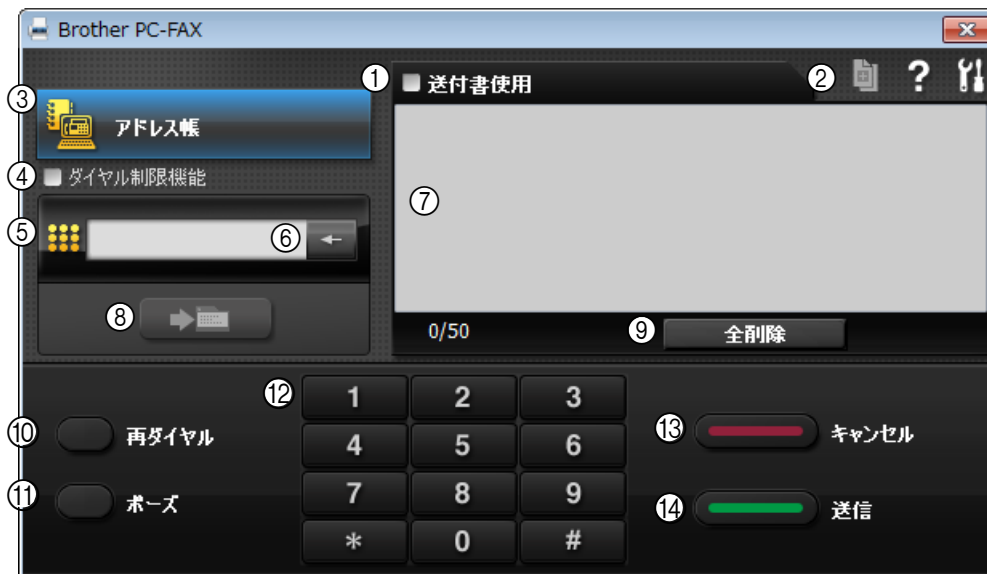 Brother PC-FAX
① 送付書使用 ② ?
③ アドレス帳
④ ダイヤル制限機能
⑤ ⑥
⑦
⑧
0/50 ⑨ 全削除
⑩ 再ダイヤル
⑪ ポーズ
⑫ 1 2 3
4 5 6
7 8 9
* 0 #
⑬ キャンセル
⑭ 送信